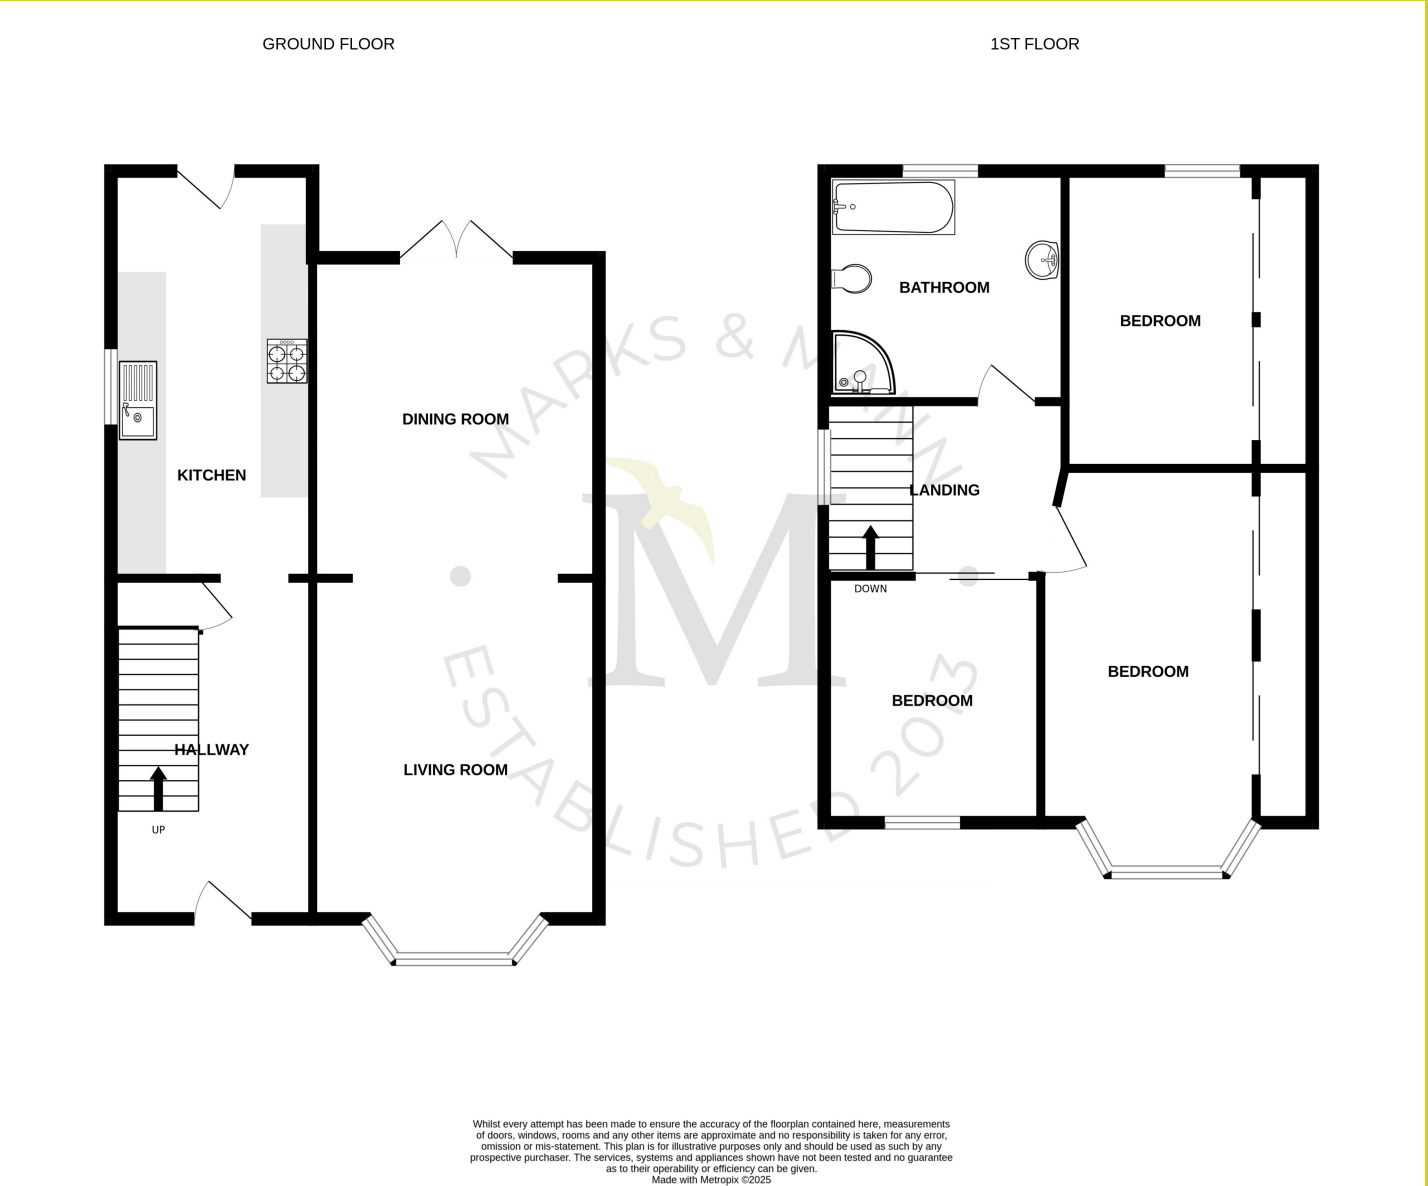 GROUND FLOOR
1ST FLOOR
BATHROOM
BEDROOM
MARKS & MANN
DINING ROOM
KITCHEN
LANDING
M
DOWN
BEDROOM
BEDROOM
HALLWAY
LIVING ROOM
UP
ESTABLISHED 2013
Whilst every attempt has been made to ensure the accuracy of the floorplan contained here, measurements
of doors, windows, rooms and any other items are approximate and no responsibility is taken for any error,
omission or mis-statement. This plan is for illustrative purposes only and should be used as such by any
prospective purchaser. The services, systems and appliances shown have not been tested and no guarantee
as to their operability or efficiency can be given.
Made with Metropix ©2025